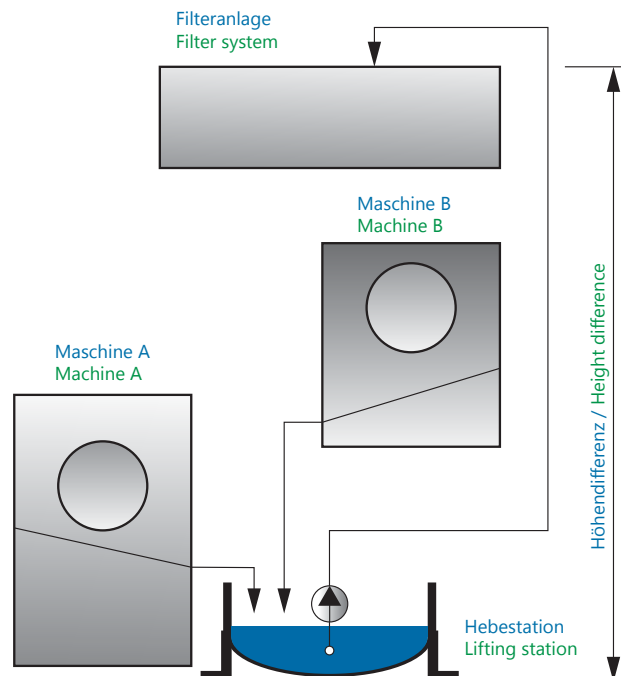 Filteranlage
Filter system
Maschine B
Machine B
Maschine A
Machine A
Höhendifferenz / Height difference
Hebestation
Lifting station